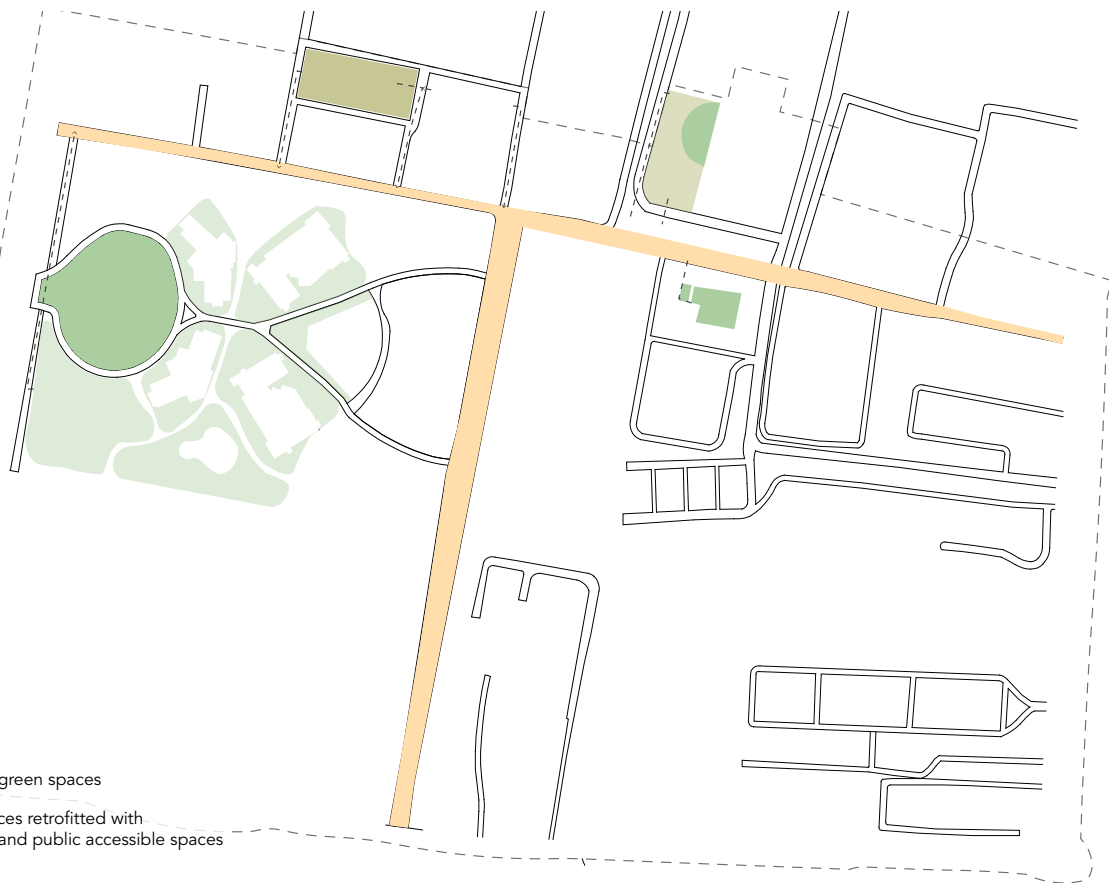 green spaces
ces retrofitted with
and public accessible spaces